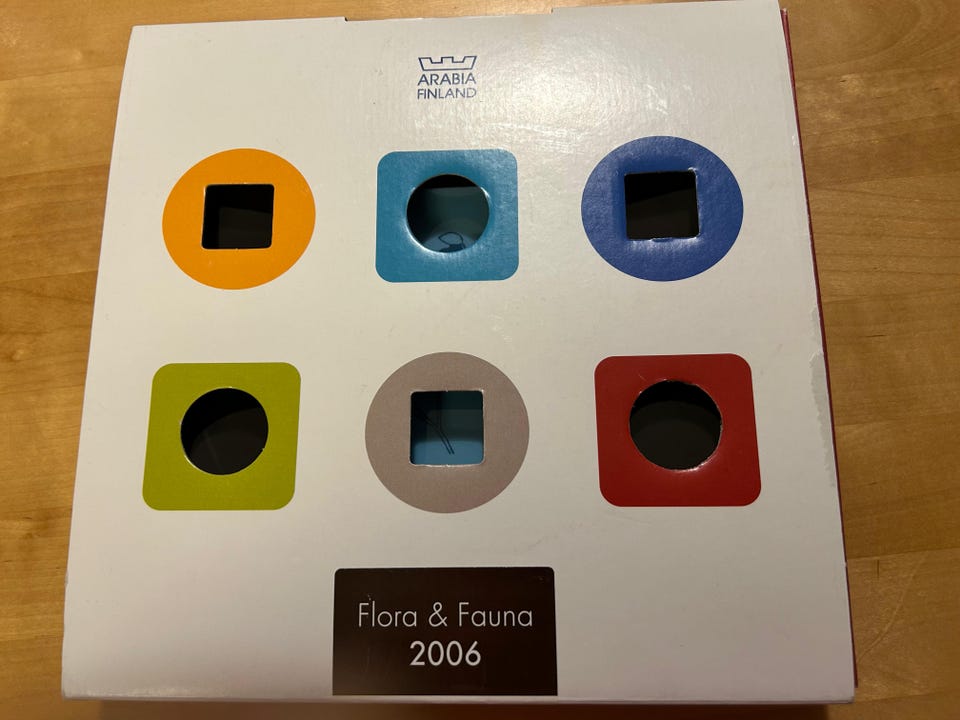 ARABIA
FINLAND
Flora & Fauna
2006